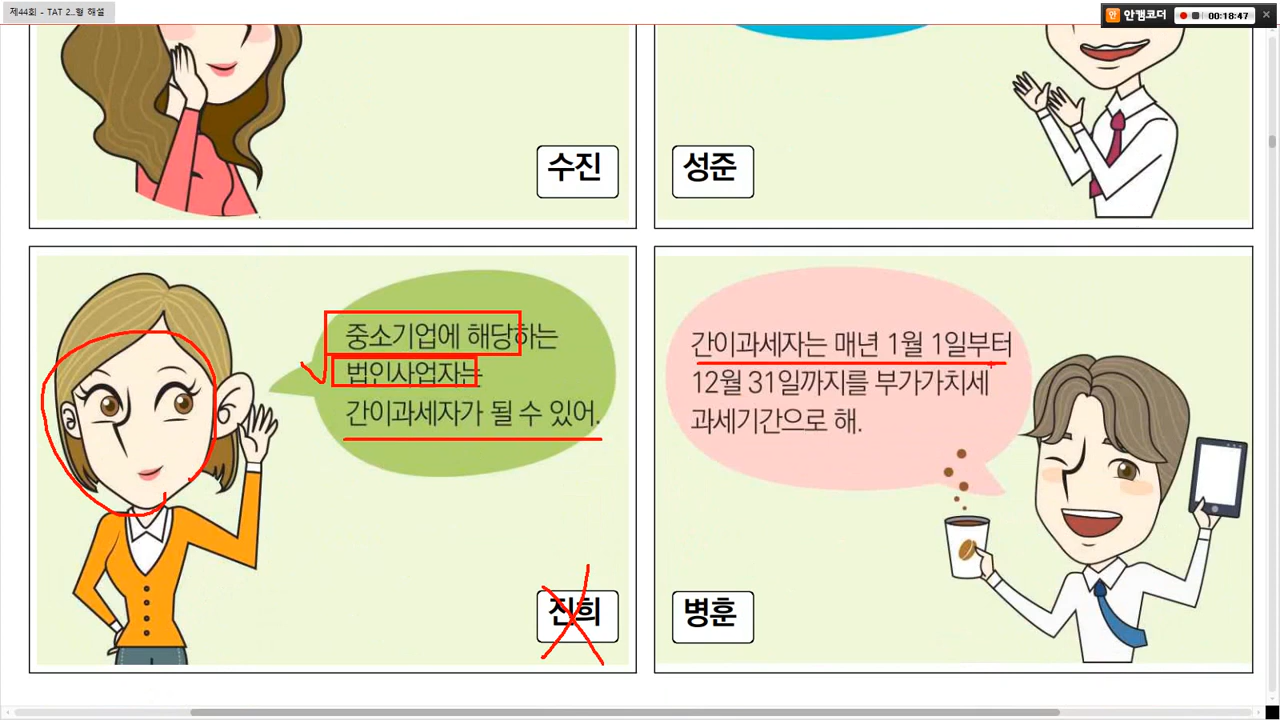 제44회 - TAT 2..형 해설
안캠코더
00:18:47
수진
성준
중소기업에 해당하는
법인사업자는
간이과세자가 될 수 있어.
진희
간이과세자는 매년 1월 1일부터
12월 31일까지를 부가가치세
과세기간으로 해.
병훈